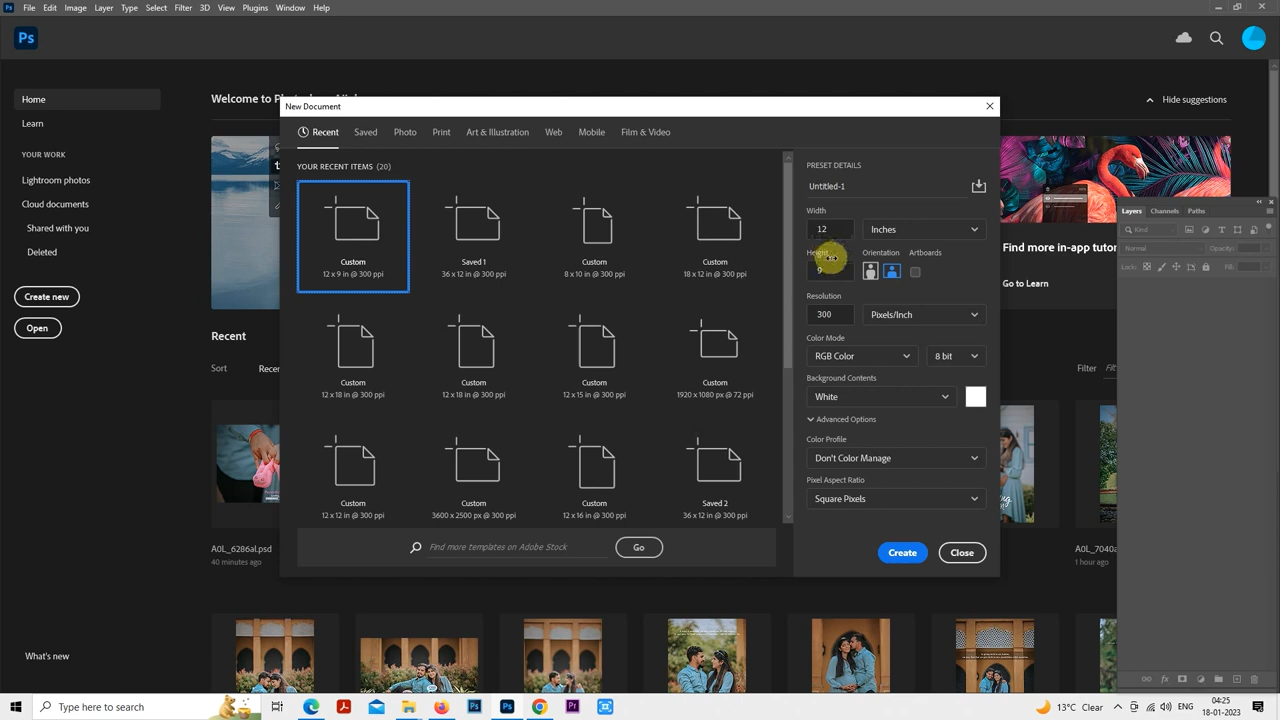 Ps File Edit Image Layer Type Select Filter 3D View Plugins Window Help
Ps
Home
Learn
YOUR WORK
Lightroom photos
Cloud documents
Shared with you
Deleted
Create new
Open
What's new
Hide suggestions
New Document
Recent Saved Photo Print Art & Illustration Web Mobile Film & Video
YOUR RECENT ITEMS (20)
Custom
12 x 9 in @ 300 ppi
Saved 1
36 x 12 in @ 300 ppi
Custom
8 x 10 in @ 300 ppi
Custom
18 x 12 in @ 300 ppi
Custom
12 x 18 in @ 300 ppi
Custom
12 x 18 in @ 300 ppi
Custom
12 x 15 in @ 300 ppi
Custom
1920 x 1080 px @ 72 ppi
Custom
12 x 12 in @ 300 ppi
Custom
3600 x 2500 px @ 300 ppi
Custom
12 x 16 in @ 300 ppi
Saved 2
36 x 12 in @ 300 ppi
Find more templates on Adobe Stock
Go
PRESET DETAILS
Untitled-1
Width
12 Inches
Height Orientation Artboards
9
Resolution
300 Pixels/Inch
Color Mode
RGB Color 8 bit
Background Contents
White
Advanced Options
Color Profile
Don't Color Manage
Pixel Aspect Ratio
Square Pixels
Create Close
Recent
Sort
Filter
A0L_6286al.psd
40 minutes ago
1 hour ago
Go to Learn
Layers Channels Paths
Kind
Normal Opacity:
Lock: Fill:
Type here to search
13°C Clear
ENG
04:25
18-01-2023